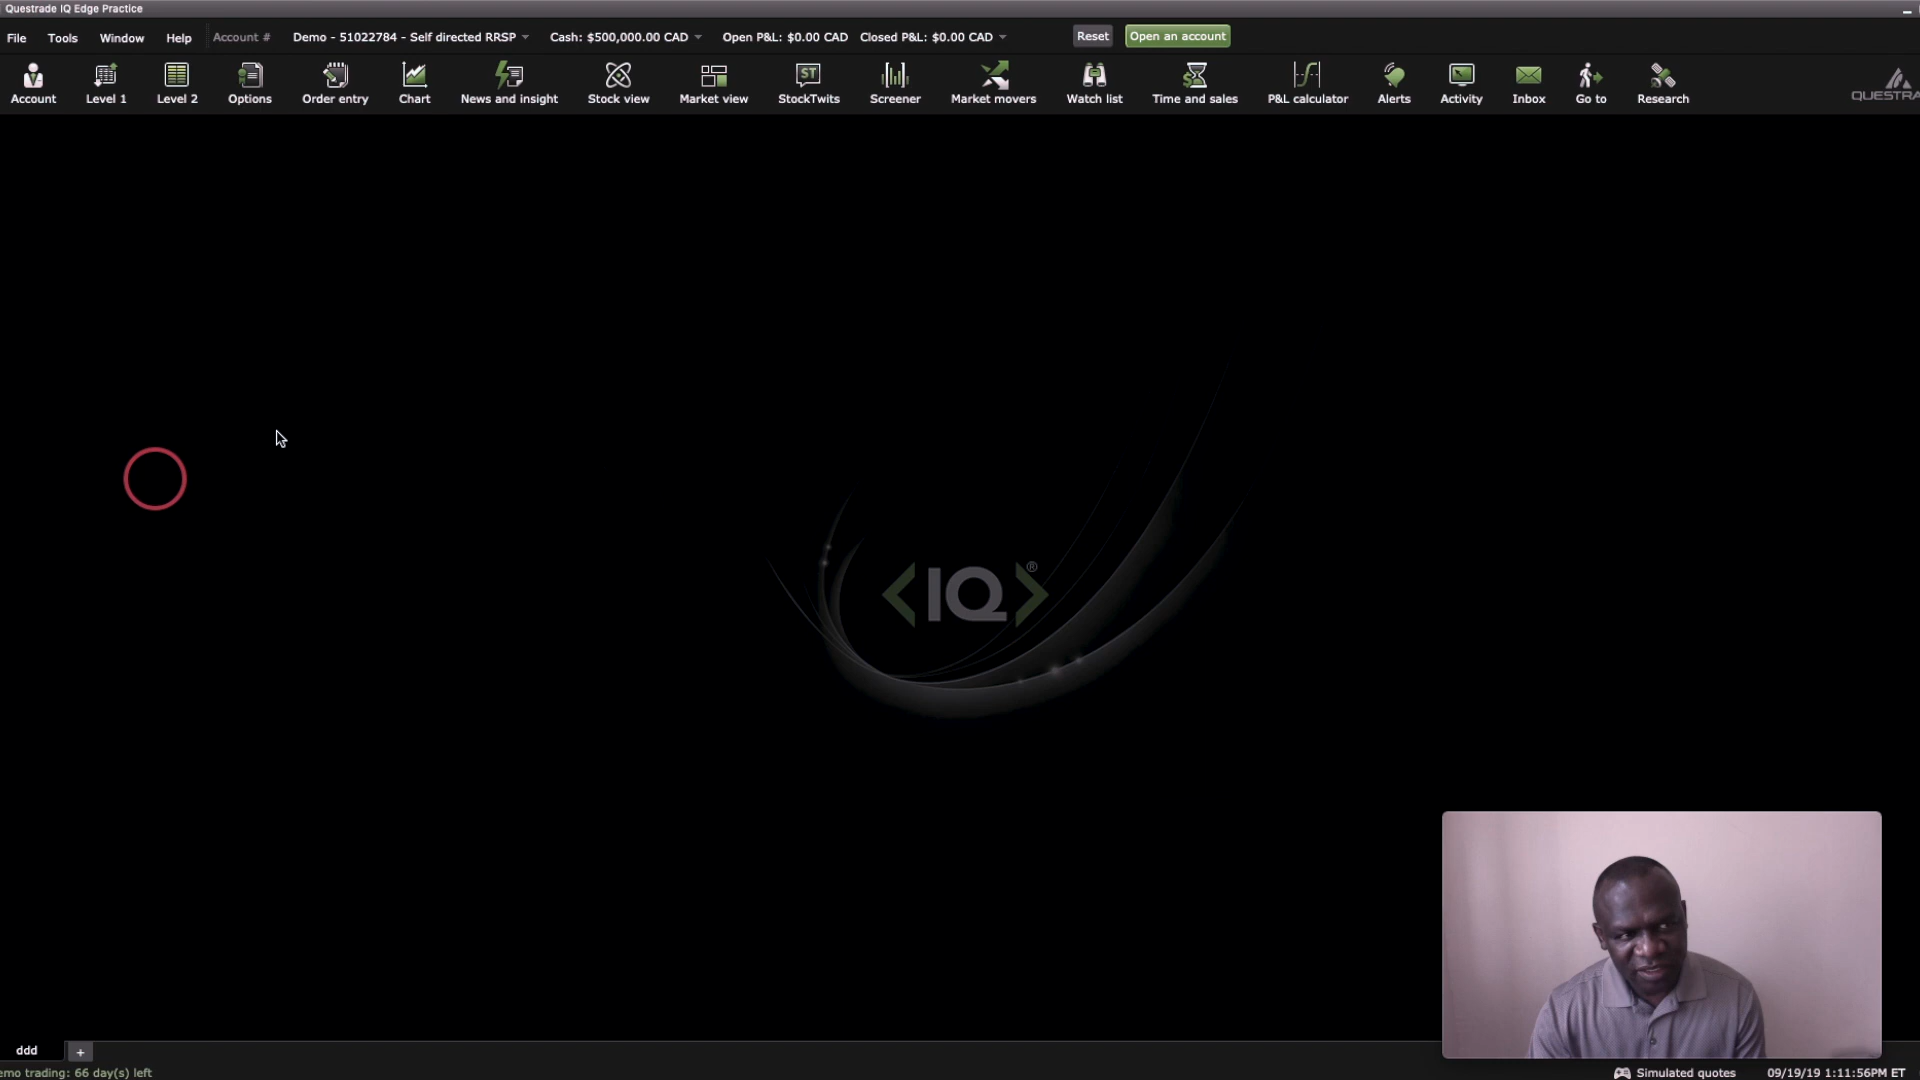 Questrade IQ Edge Practice
File Tools Window Help Account # Demo - 51022784 - Self directed RRSP Cash: $500,000.00 CAD Open P&L: $0.00 CAD Closed P&L: $0.00 CAD Reset Open an account
Account Level 1 Level 2 Options Order entry Chart News and insight Stock view Market view StockTwits Screener Market movers Watch list Time and sales P&L calculator Alerts Activity Inbox Go to Research
ST
QUESTRA
<IQ>®
ddd +
emo trading: 66 day(s) left
Simulated quotes 09/19/19 1:11:56PM ET